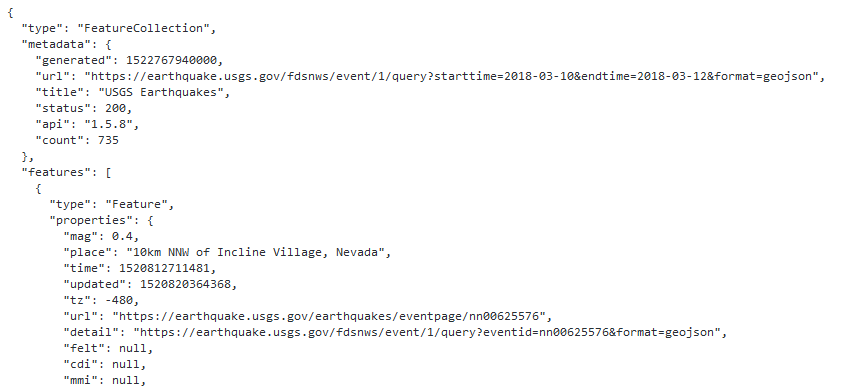 {
"type": "FeatureCollection",
"metadata": {
"generated": 1522767940000,
"url": "https://earthquake.usgs.gov/fdsnws/event/1/query?starttime=2018-03-10&endtime=2018-03-12&format=geojson",
"title": "USGS Earthquakes",
"status": 200,
"api": "1.5.8",
"count": 735
},
"features": [
{
"type": "Feature",
"properties": {
"mag": 0.4,
"place": "10km NNW of Incline Village, Nevada",
"time": 1520812711481,
"updated": 1520820364368,
"tz": -480,
"url": "https://earthquake.usgs.gov/earthquakes/eventpage/nn00625576",
"detail": "https://earthquake.usgs.gov/fdsnws/event/1/query?eventid=nn00625576&format=geojson",
"felt": null,
"cdi": null,
"mmi": null,